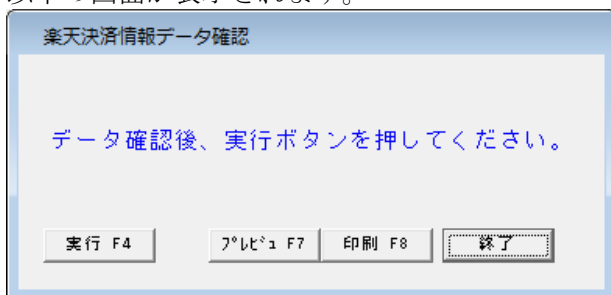 以下の画面が表示されます。
楽天決済情報データ確認
データ確認後、実行ボタンを押してください。
実行 F4 ﾌﾟﾚﾋﾞｭ F7 印刷 F8 終了